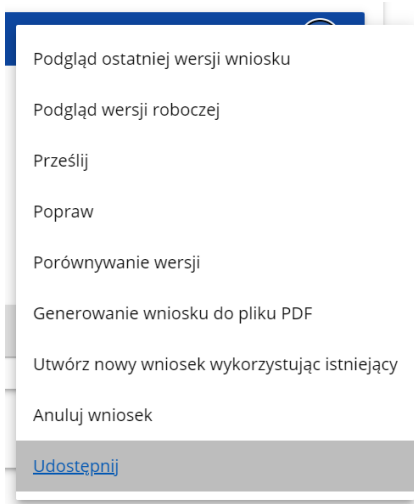 Podgląd ostatniej wersji wniosku
Podgląd wersji roboczej
Prześlij
Popraw
Porównywanie wersji
Generowanie wniosku do pliku PDF
Utwórz nowy wniosek wykorzystując istniejący
Anuluj wniosek
Udostępnij